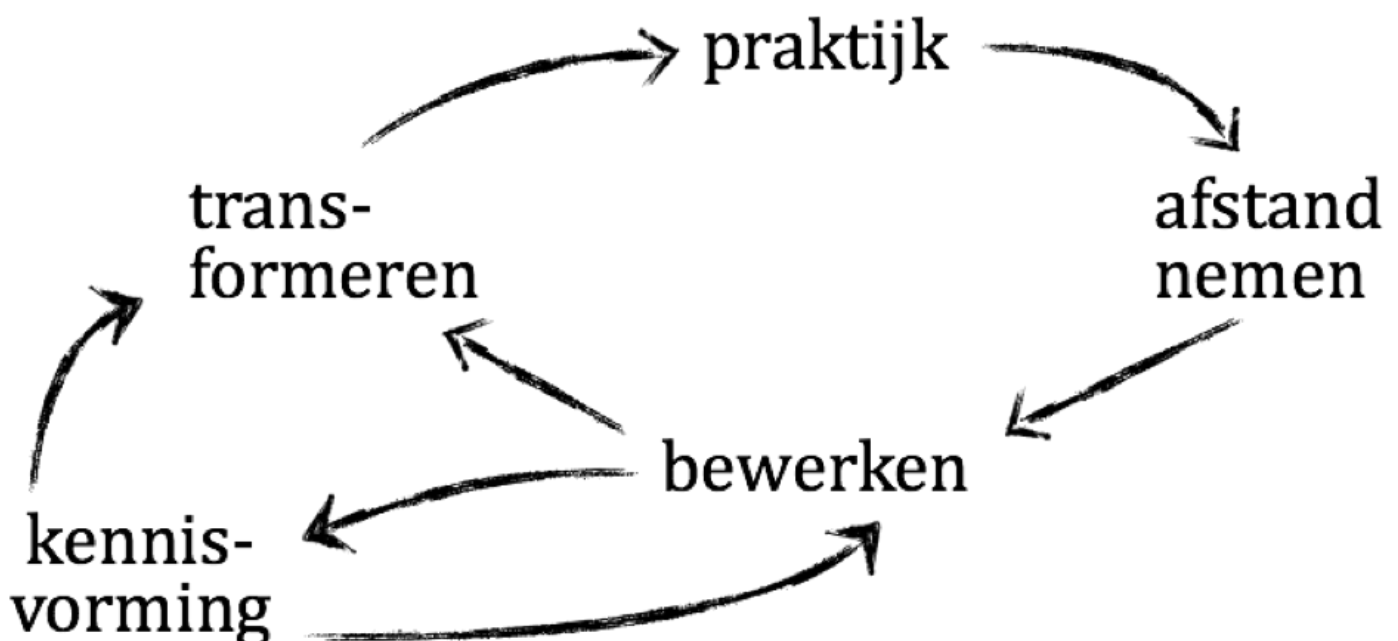 praktijk
afstand
nemen
bewerken
trans-
formeren
kennis-
vorming